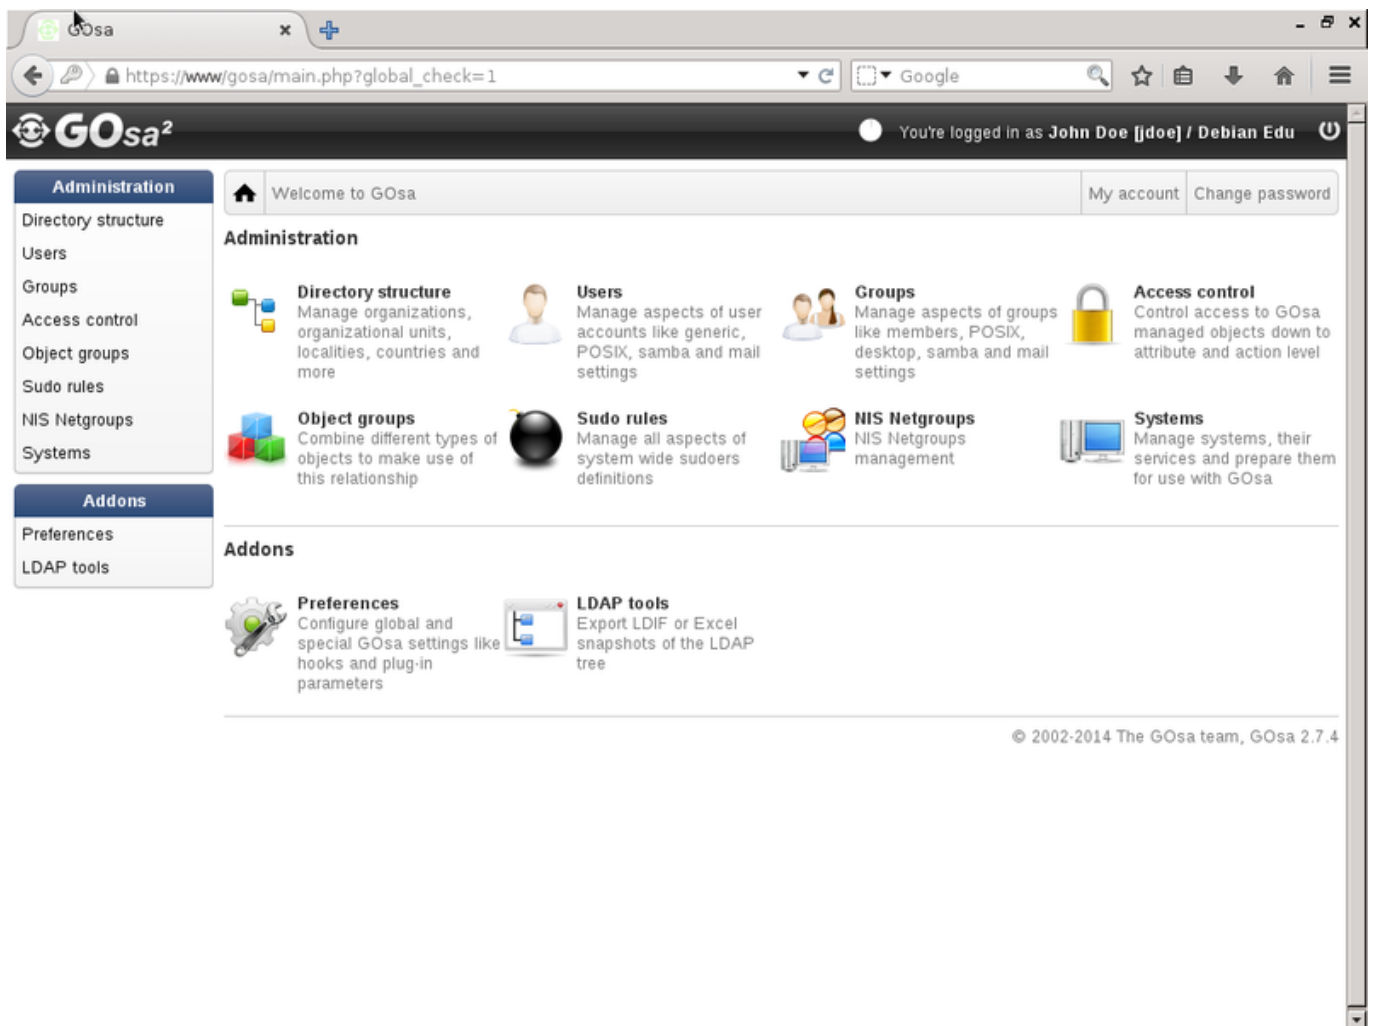 GOsa
https://www/gosa/main.php?global_check=1
Google
GOsa²
You're logged in as John Doe [jdoe] / Debian Edu
Administration
Directory structure
Users
Groups
Access control
Object groups
Sudo rules
NIS Netgroups
Systems
Addons
Preferences
LDAP tools
Welcome to GOsa
My account
Change password
Administration
Directory structure
Manage organizations,
organizational units,
localities, countries and
more
Users
Manage aspects of user
accounts like generic,
POSIX, samba and mail
settings
Groups
Manage aspects of groups
like members, POSIX,
desktop, samba and mail
settings
Access control
Control access to GOsa
managed objects down to
attribute and action level
Object groups
Combine different types of
objects to make use of
this relationship
Sudo rules
Manage all aspects of
system wide sudoers
definitions
NIS Netgroups
NIS Netgroups
management
Systems
Manage systems, their
services and prepare them
for use with GOsa
Addons
Preferences
Configure global and
special GOsa settings like
hooks and plug-in
parameters
LDAP tools
Export LDIF or Excel
snapshots of the LDAP
tree
© 2002-2014 The GOsa team, GOsa 2.7.4